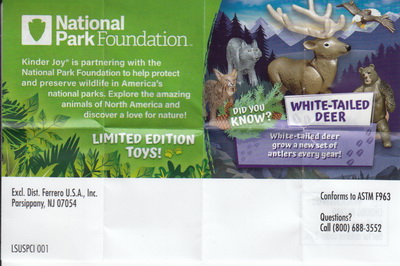 National
Park Foundation™
Kinder Joy® is partnering with the
National Park Foundation to help protect
and preserve wildlife in America's
national parks. Explore the amazing
animals of North America and
discover a love for nature!
LIMITED EDITION
TOYS!
DID YOU
KNOW?
WHITE-TAILED
DEER
White-tailed deer
grow a new set of
antlers every year!
Excl. Dist. Ferrero U.S.A., Inc.
Parsippany, NJ 07054
LSUSPCI 001
Conforms to ASTM F963
Questions?
Call (800) 688-3552